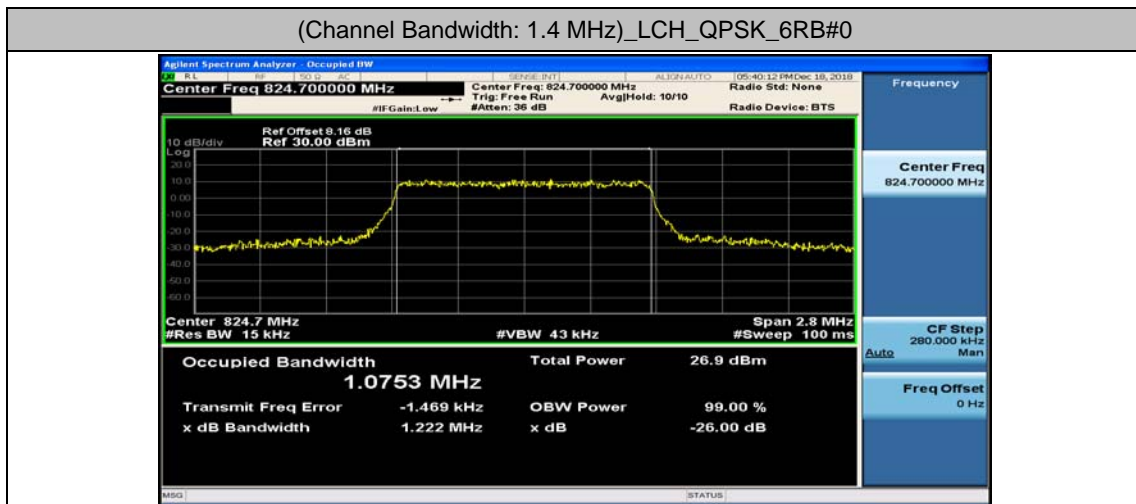 (Channel Bandwidth: 1.4 MHz)_LCH_QPSK_6RB#0
Agilent Spectrum Analyzer - Occupied BW
RL RF 50 Ω AC SENSE:INT ALIGN AUTO 05:40:12 PM Dec 18, 2018
Center Freq 824.700000 MHz Center Freq: 824.700000 MHz Radio Std: None
Trig: Free Run Avg|Hold: 10/10
#IFGain:Low #Atten: 36 dB Radio Device: BTS
Frequency
Ref Offset 8.16 dB
10 dB/div Ref 30.00 dBm
Log
20.0
10.0
0.00
-10.0
-20.0
-30.0
-40.0
-50.0
-60.0
Center 824.7 MHz Span 2.8 MHz
#Res BW 15 kHz #VBW 43 kHz #Sweep 100 ms
Occupied Bandwidth Total Power 26.9 dBm
1.0753 MHz
Transmit Freq Error -1.469 kHz OBW Power 99.00 %
x dB Bandwidth 1.222 MHz x dB -26.00 dB
Center Freq
824.700000 MHz
CF Step
280.000 kHz
Auto Man
Freq Offset
0 Hz
MSG STATUS